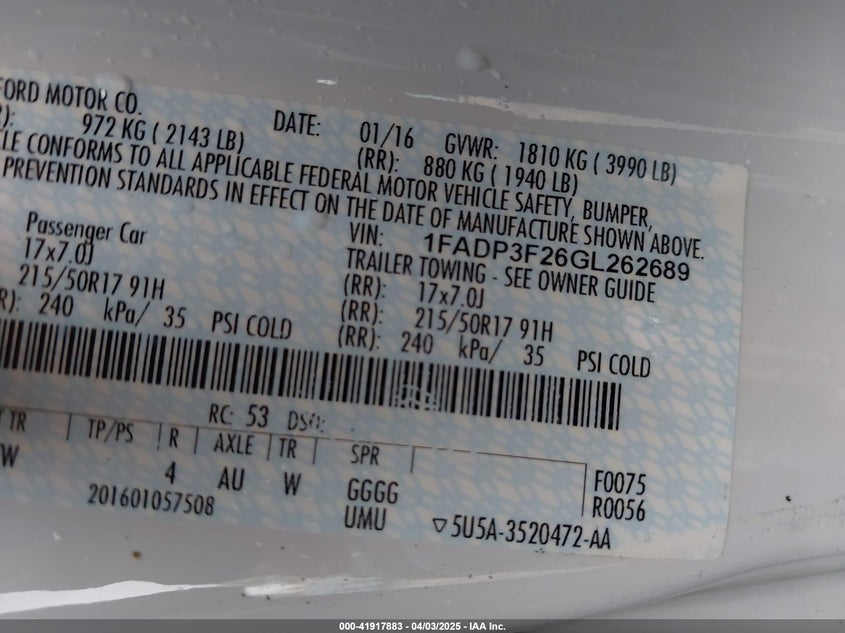 FORD MOTOR CO.
DATE: 01/16 GVWR: 1810 KG ( 3990 LB)
R): 972 KG ( 2143 LB) (RR): 880 KG ( 1940 LB)
LE CONFORMS TO ALL APPLICABLE FEDERAL MOTOR VEHICLE SAFETY, BUMPER,
PREVENTION STANDARDS IN EFFECT ON THE DATE OF MANUFACTURE SHOWN ABOVE.
VIN: 1FADP3F26GL262689
Passenger Car TRAILER TOWING - SEE OWNER GUIDE
17x7.0J (RR): 17x7.0J
215/50R17 91H (RR): 215/50R17 91H
R): 240 kPa/ 35 PSI COLD (RR): 240 kPa/ 35 PSI COLD
RC: 53 DSO:
T TR TP/PS R AXLE TR SPR
W 4 AU W GGGG F0075
201601057508 UMU R0056
▽5U5A-3520472-AA
000-41917883 - 04/03/2025 - IAA Inc.